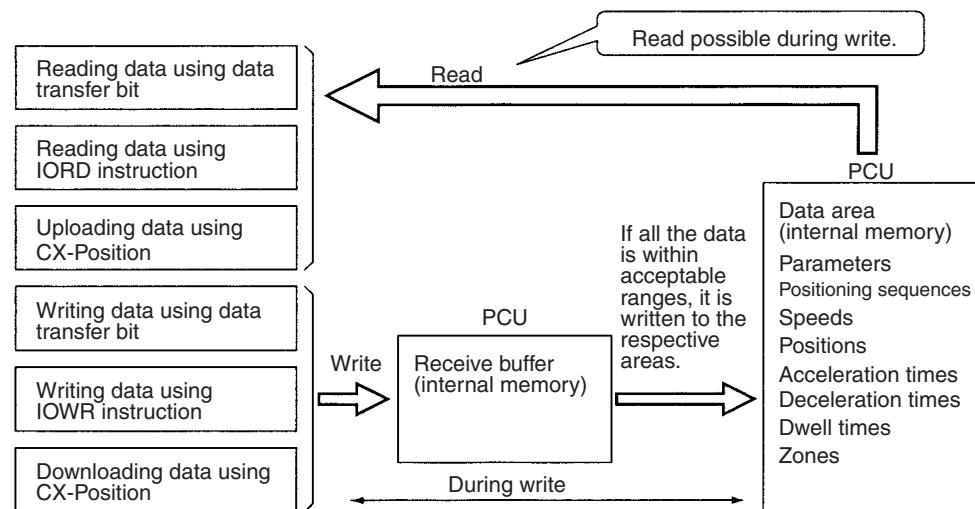 Read possible during write.
Reading data using data
transfer bit
Read
Reading data using
IORD instruction
Uploading data using
CX-Position
Writing data using data
transfer bit
Writing data using
IOWR instruction
Downloading data using
CX-Position
Write
PCU
Receive buffer
(internal memory)
If all the data
is within
acceptable
ranges, it is
written to the
respective
areas.
During write
PCU
Data area
(internal memory)
Parameters
Positioning sequences
Speeds
Positions
Acceleration times
Deceleration times
Dwell times
Zones